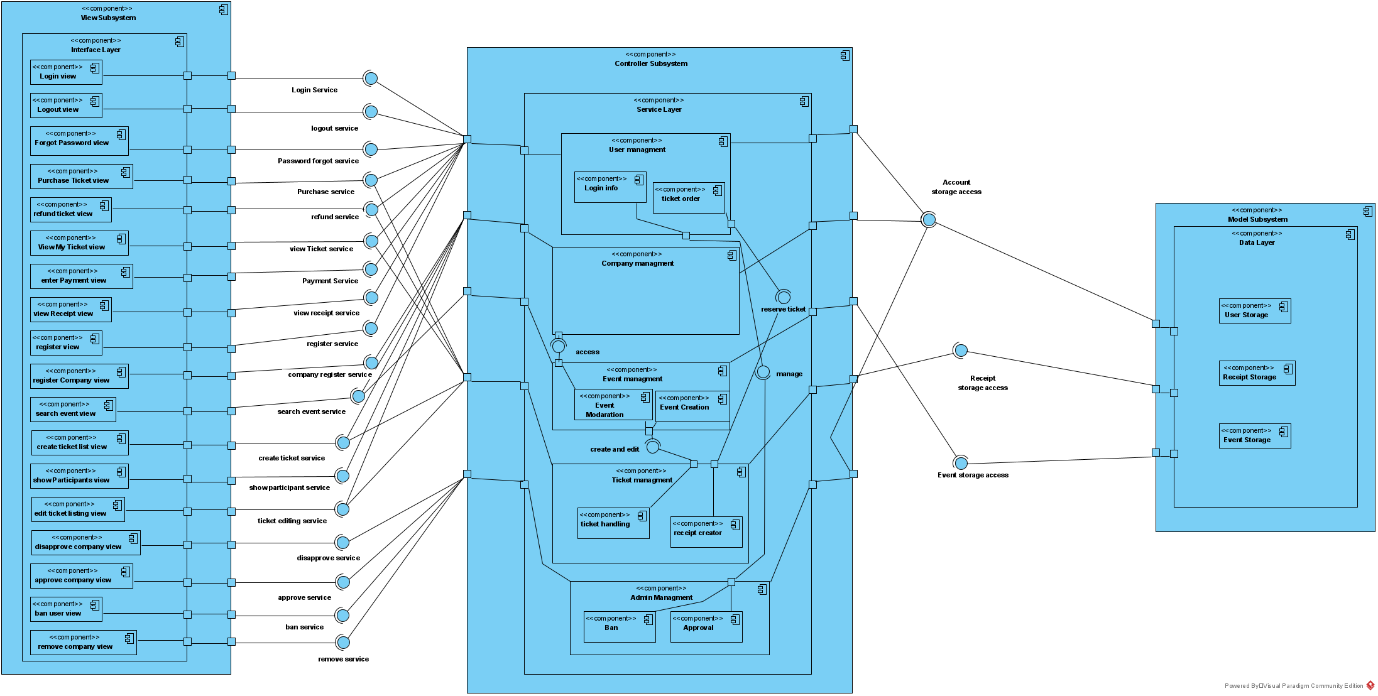 <<component>>
View Subsystem
<<component>>
Interface Layer
<<component>>
Login view
<<component>>
Logout view
<<component>>
Forgot Password view
<<component>>
Purchase Ticket view
<<component>>
refund ticket view
<<component>>
View My Ticket view
<<component>>
enter Payment view
<<component>>
view Receipt view
<<component>>
register view
<<component>>
register Company view
<<component>>
search event view
<<component>>
create ticket list view
<<component>>
show Participants view
<<component>>
edit ticket listing view
<<component>>
disapprove company view
<<component>>
approve company view
<<component>>
ban user view
<<component>>
remove company view
Login Service
logout service
Password forgot service
Purchase service
refund service
view Ticket service
Payment Service
view receipt service
register service
company register service
search event service
create ticket service
show participant service
ticket editing service
disapprove service
approve service
ban service
remove service
<<component>>
Controller Subsystem
<<component>>
Service Layer
<<component>>
User managment
<<component>>
Login info
<<component>>
ticket order
<<component>>
Company managment
reserve ticket
access
manage
<<component>>
Event managment
<<component>>
Event
Modaration
<<component>>
Event Creation
create and edit
<<component>>
Ticket managment
<<component>>
ticket handling
<<component>>
receipt creator
<<component>>
Admin Managment
<<component>>
Ban
<<component>>
Approval
Account
storage access
Receipt
storage access
Event storage access
<<component>>
Model Subsystem
<<component>>
Data Layer
<<component>>
User Storage
<<component>>
Receipt Storage
<<component>>
Event Storage
Powered By Visual Paradigm Community Edition